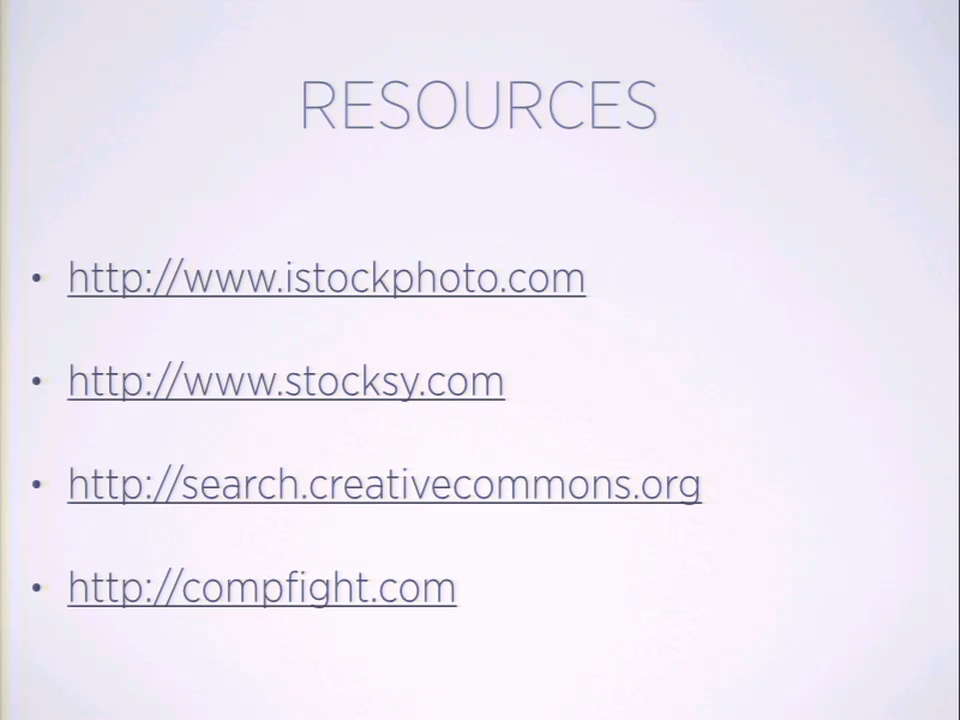 RESOURCES
• http://www.istockphoto.com
• http://www.stocksy.com
• http://search.creativecommons.org
• http://compfight.com